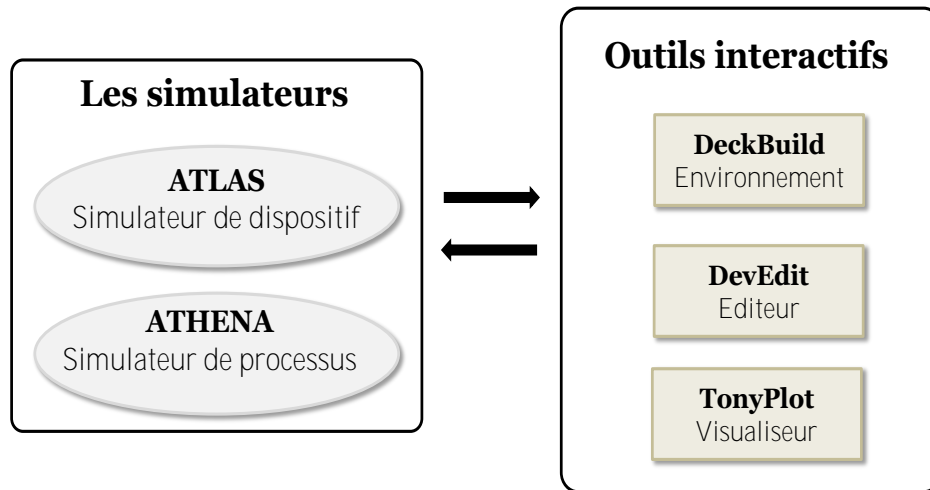 Les simulateurs
ATLAS
Simulateur de dispositif
ATHENA
Simulateur de processus
Outils interactifs
DeckBuild
Environnement
DevEdit
Editeur
TonyPlot
Visualiseur